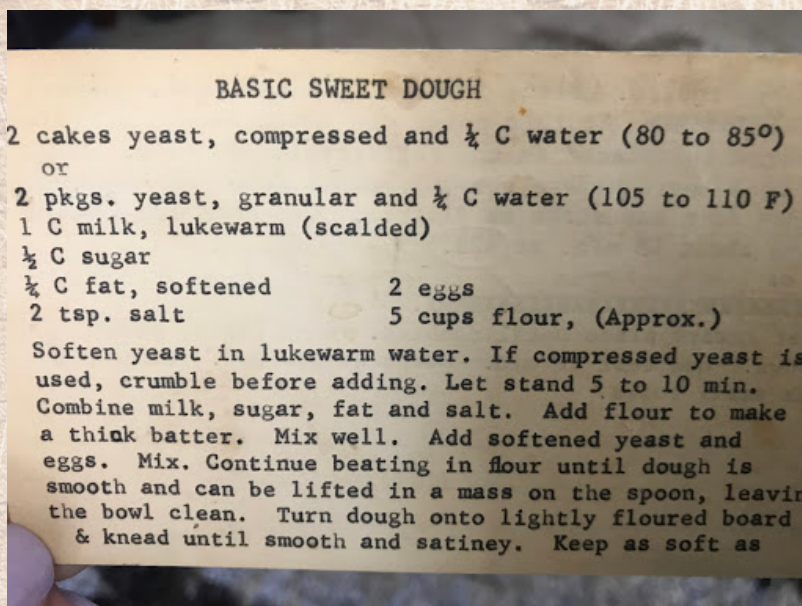 BASIC SWEET DOUGH
2 cakes yeast, compressed and ¼ C water (80 to 85°)
or
2 pkgs. yeast, granular and ¼ C water (105 to 110 F)
1 C milk, lukewarm (scalded)
½ C sugar
¼ C fat, softened 2 eggs
2 tsp. salt 5 cups flour, (Approx.)
Soften yeast in lukewarm water. If compressed yeast is
used, crumble before adding. Let stand 5 to 10 min.
Combine milk, sugar, fat and salt. Add flour to make
a thick batter. Mix well. Add softened yeast and
eggs. Mix. Continue beating in flour until dough is
smooth and can be lifted in a mass on the spoon, leavin
the bowl clean. Turn dough onto lightly floured board
& knead until smooth and satiney. Keep as soft as